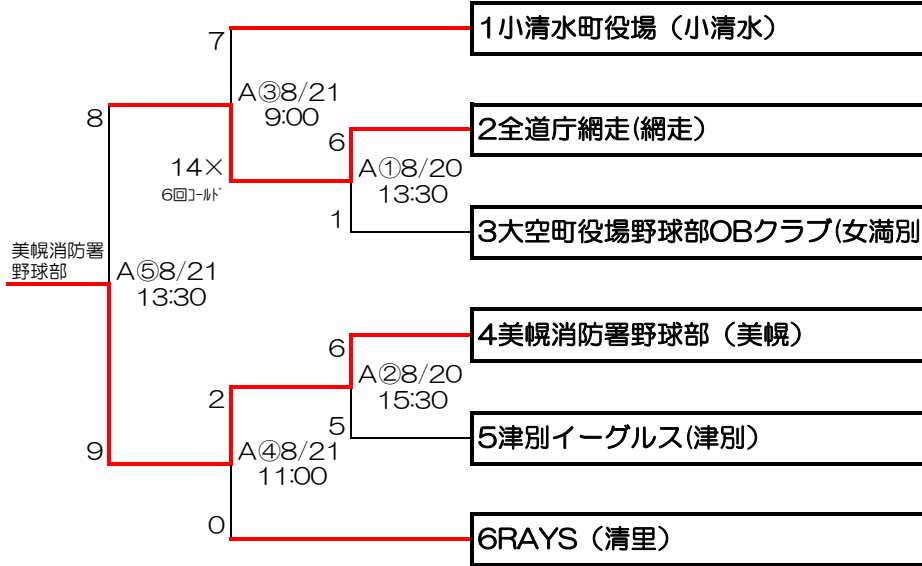 1小清水町役場（小清水）
7
A③8/21
9:00
8
2全道庁網走(網走）
6
14×
6回ｺｰﾙﾄﾞ
A①8/20
13:30
1
3大空町役場野球部OBクラブ(女満別
美幌消防署
野球部
A⑤8/21
13:30
4美幌消防署野球部（美幌）
6
A②8/20
15:30
2
5
5津別イーグルス(津別）
9
A④8/21
11:00
0
6RAYS（清里）